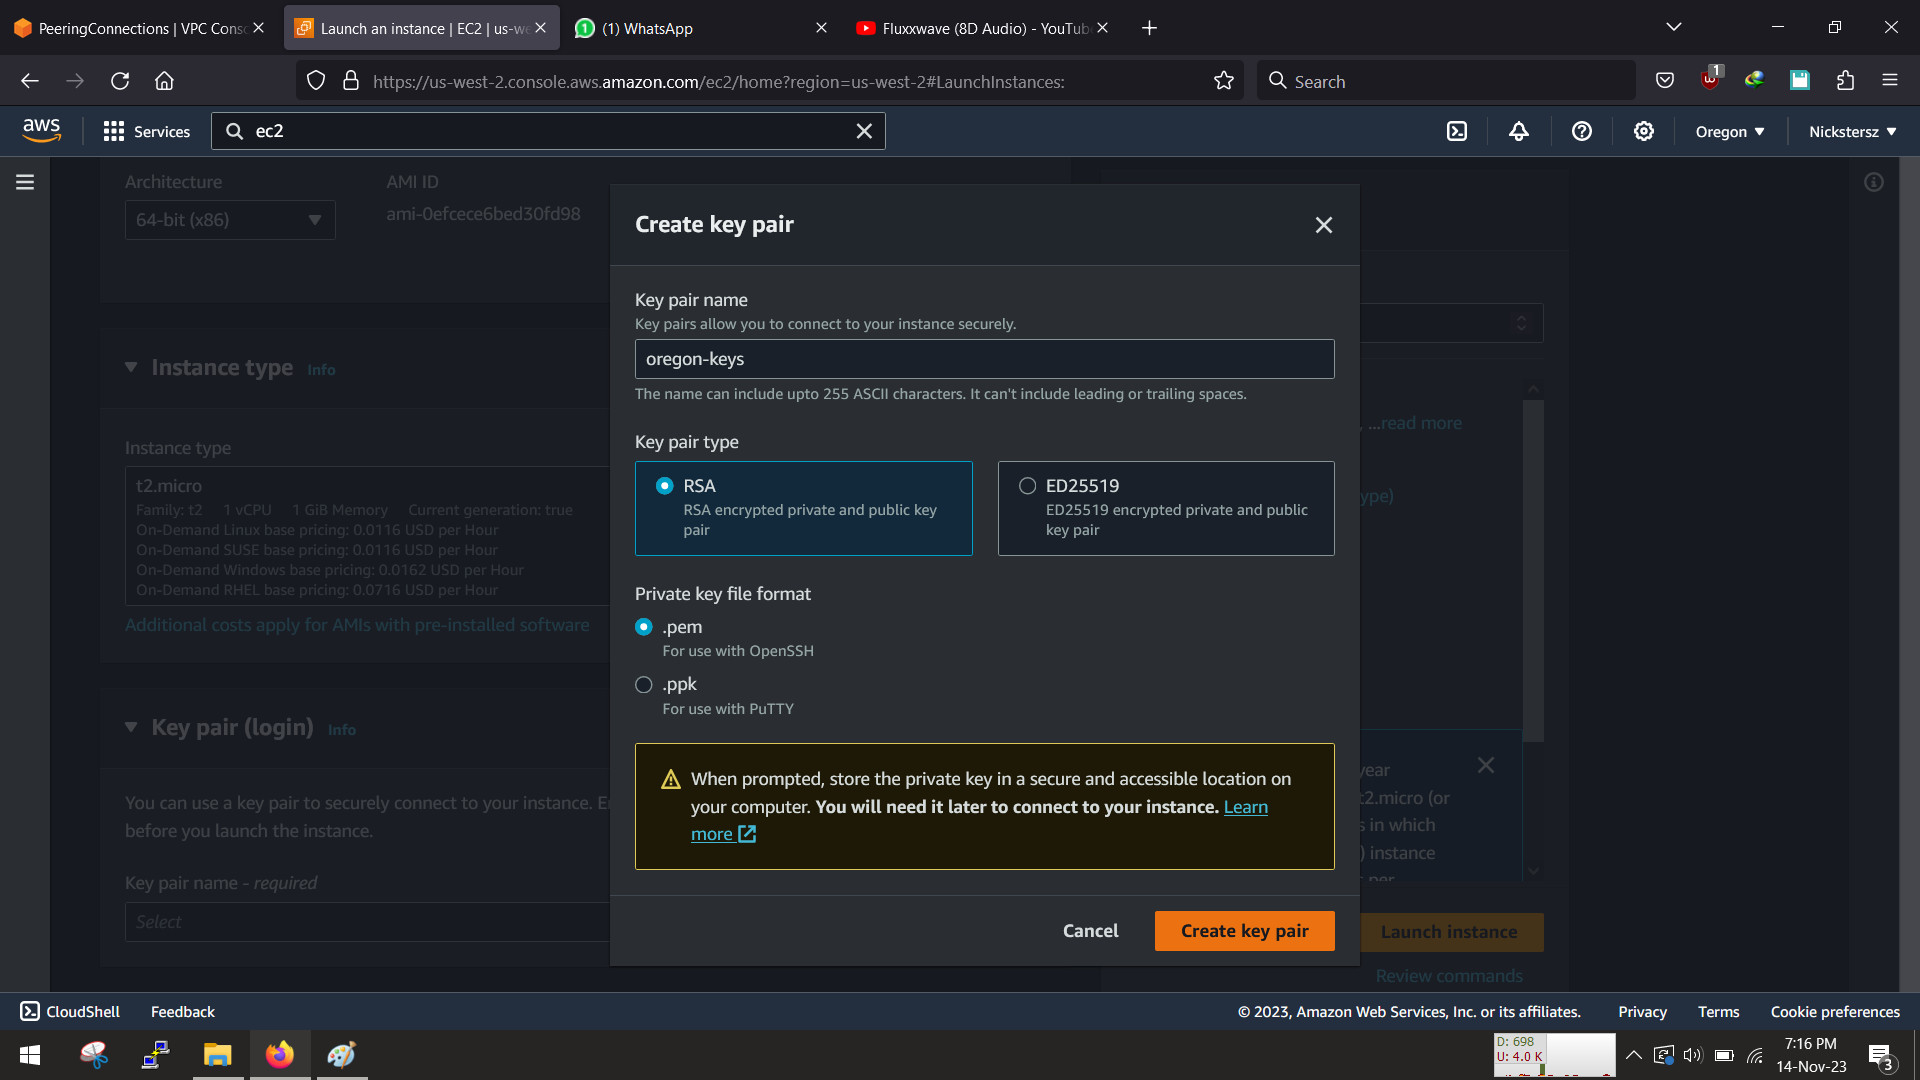 PeeringConnections | VPC Conso
Launch an instance | EC2 | us-we
(1) WhatsApp
Fluxxwave (8D Audio) - YouTube
https://us-west-2.console.aws.amazon.com/ec2/home?region=us-west-2#LaunchInstances:
Search
1
aws
Services
ec2
Oregon
Nickstersz
Architecture
AMI ID
64-bit (x86)
ami-0efcece6bed30fd98
Create key pair
Key pair name
Key pairs allow you to connect to your instance securely.
oregon-keys
The name can include upto 255 ASCII characters. It can't include leading or trailing spaces.
Key pair type
RSA
RSA encrypted private and public key
pair
ED25519
ED25519 encrypted private and public
key pair
Private key file format
.pem
For use with OpenSSH
.ppk
For use with PuTTY
When prompted, store the private key in a secure and accessible location on
your computer. You will need it later to connect to your instance. Learn
more
Cancel
Create key pair
Instance type Info
Instance type
t2.micro
Family: t2 1 vCPU 1 GiB Memory Current generation: true
On-Demand Linux base pricing: 0.0116 USD per Hour
On-Demand SUSE base pricing: 0.0116 USD per Hour
On-Demand Windows base pricing: 0.0162 USD per Hour
On-Demand RHEL base pricing: 0.0716 USD per Hour
Additional costs apply for AMIs with pre-installed software
Key pair (login) Info
You can use a key pair to securely connect to your instance. E
before you launch the instance.
Key pair name - required
Select
, ...read more
ype)
year
t2.micro (or
s in which
) instance
per
Launch instance
Review commands
CloudShell
Feedback
© 2023, Amazon Web Services, Inc. or its affiliates.
Privacy
Terms
Cookie preferences
D: 698
U: 4.0 K
7:16 PM
14-Nov-23
3